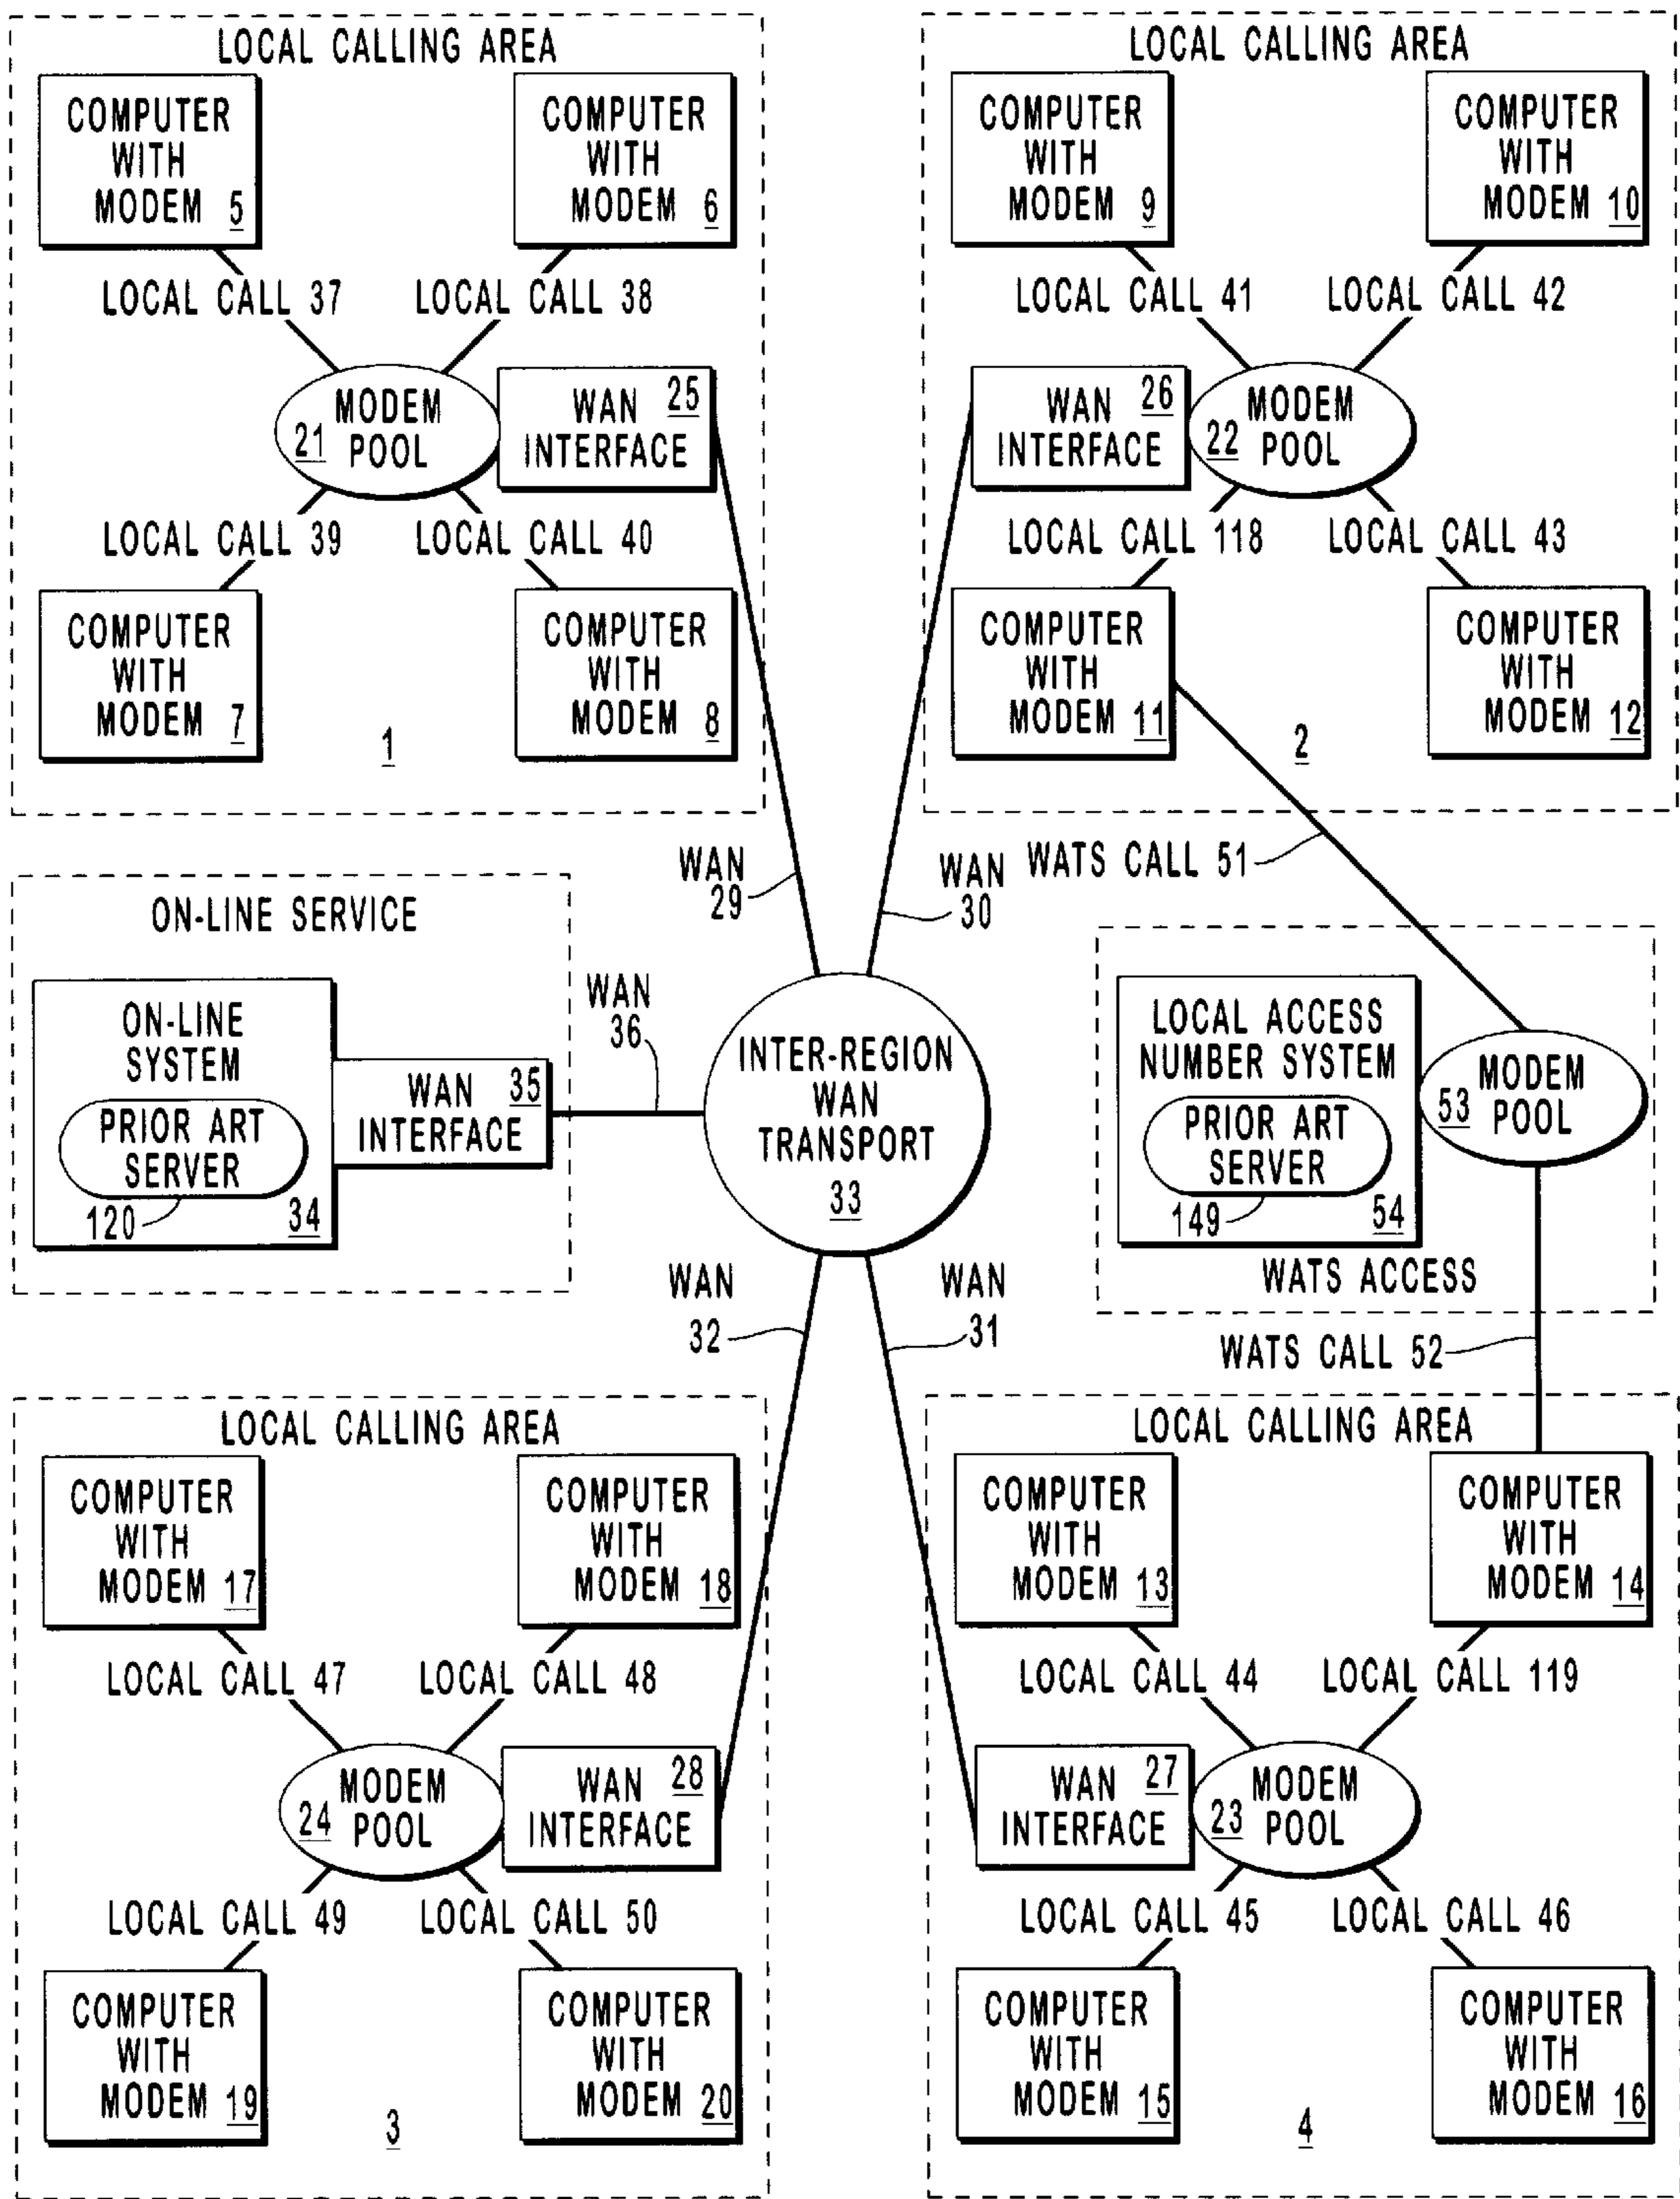 LOCAL CALLING AREA
COMPUTER
WITH
MODEM 5
COMPUTER
WITH
MODEM 6
LOCAL CALL 37
LOCAL CALL 38
MODEM
POOL
21
WAN 25
INTERFACE
LOCAL CALL 39
LOCAL CALL 40
COMPUTER
WITH
MODEM 7
COMPUTER
WITH
MODEM 8
1
LOCAL CALLING AREA
COMPUTER
WITH
MODEM 9
COMPUTER
WITH
MODEM 10
LOCAL CALL 41
LOCAL CALL 42
WAN 26
INTERFACE
MODEM
POOL
22
LOCAL CALL 118
LOCAL CALL 43
COMPUTER
WITH
MODEM 11
COMPUTER
WITH
MODEM 12
2
WAN
29
WAN
30
WATS CALL 51
ON-LINE SERVICE
ON-LINE
SYSTEM
PRIOR ART
SERVER
120
34
WAN 35
INTERFACE
WAN
36
INTER-REGION
WAN
TRANSPORT
33
LOCAL ACCESS
NUMBER SYSTEM
PRIOR ART
SERVER
149
54
MODEM
POOL
53
WATS ACCESS
WAN
32
WAN
31
WATS CALL 52
LOCAL CALLING AREA
COMPUTER
WITH
MODEM 17
COMPUTER
WITH
MODEM 18
LOCAL CALL 47
LOCAL CALL 48
MODEM
POOL
24
WAN 28
INTERFACE
LOCAL CALL 49
LOCAL CALL 50
COMPUTER
WITH
MODEM 19
COMPUTER
WITH
MODEM 20
3
LOCAL CALLING AREA
COMPUTER
WITH
MODEM 13
COMPUTER
WITH
MODEM 14
LOCAL CALL 44
LOCAL CALL 119
WAN 27
INTERFACE
MODEM
POOL
23
LOCAL CALL 45
LOCAL CALL 46
COMPUTER
WITH
MODEM 15
COMPUTER
WITH
MODEM 16
4